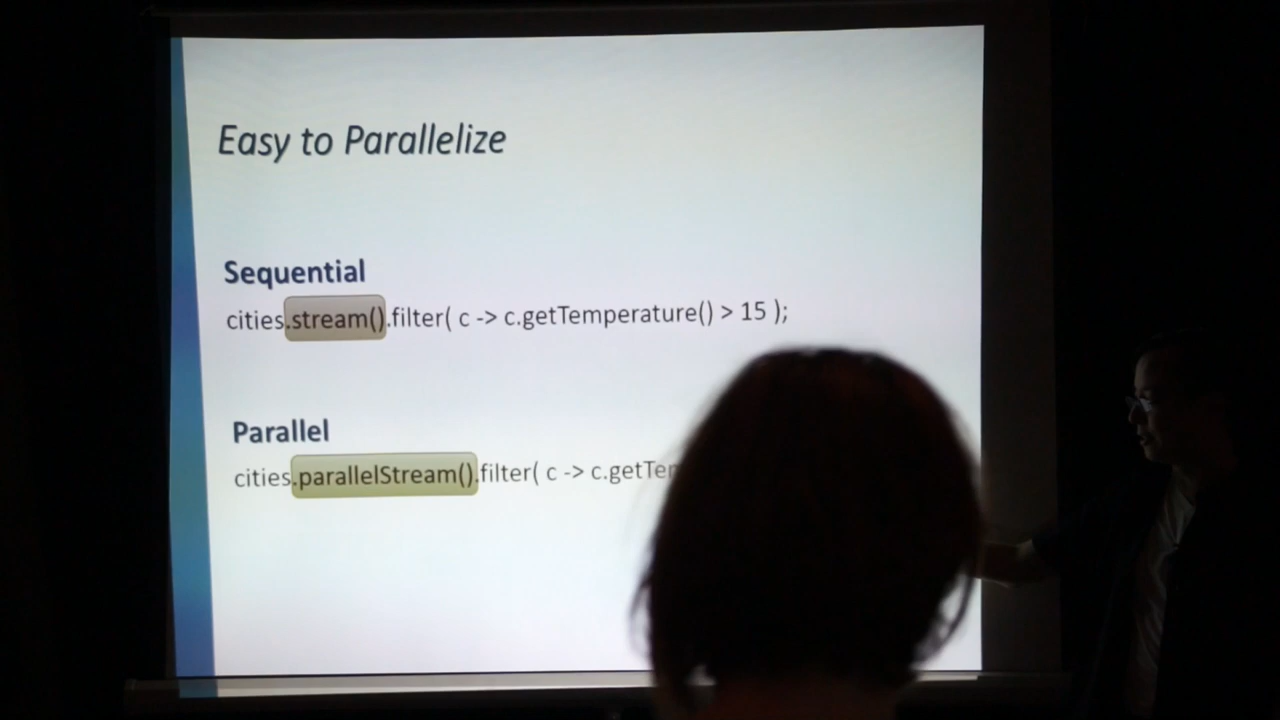 Easy to Parallelize
Sequential
cities.stream().filter( c -> c.getTemperature() > 15 );
Parallel
cities.parallelStream().filter( c -> c.getTe